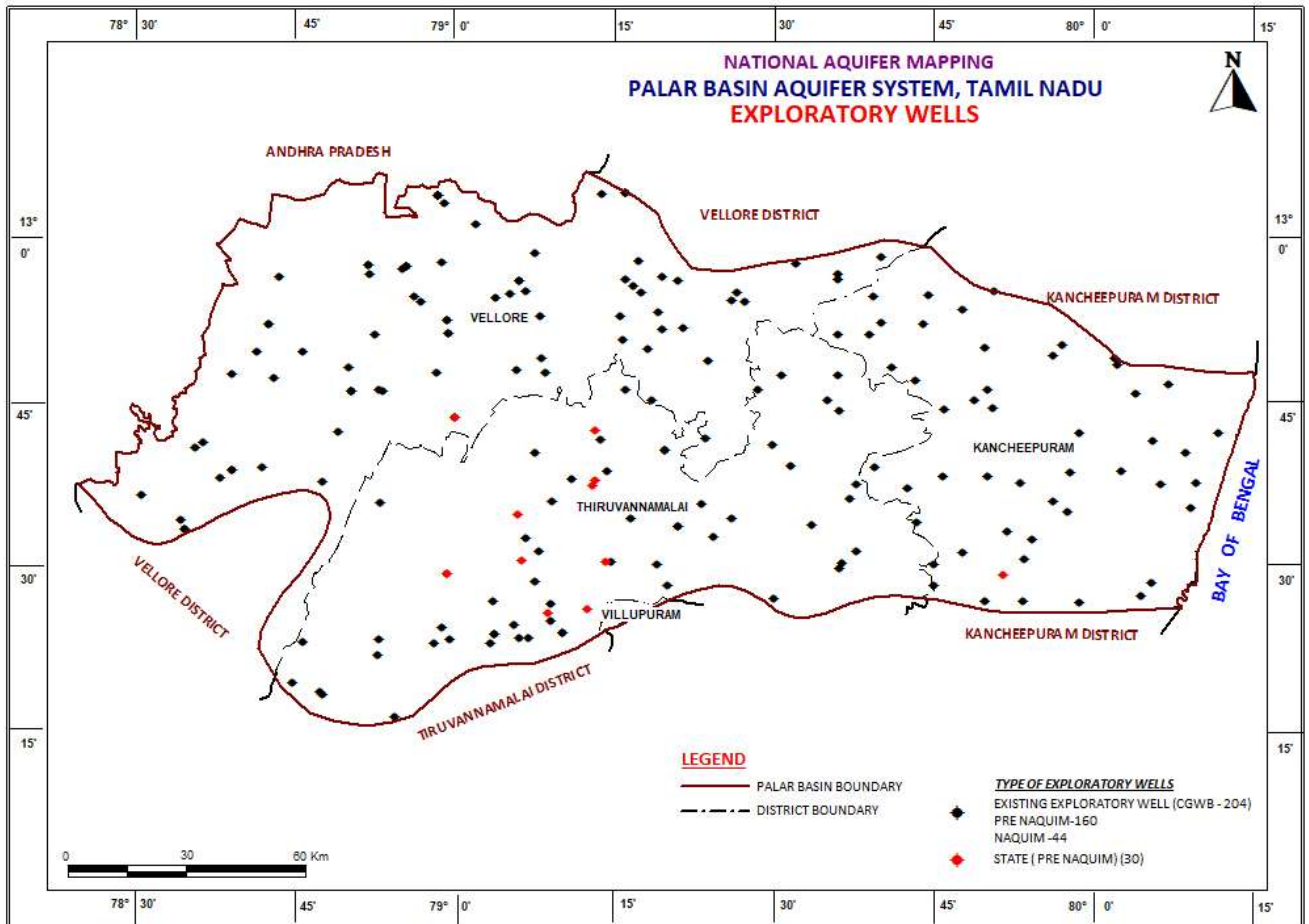 78° 30' 45' 79° 0' 15' 30' 45' 80° 0' 15'
NATIONAL AQUIFER MAPPING
PALAR BASIN AQUIFER SYSTEM, TAMIL NADU
EXPLORATORY WELLS
N
ANDHRA PRADESH
VELLORE DISTRICT
13° 0'
13° 0'
KANCHEEPURAM DISTRICT
VELLORE
45'
45'
KANCHEEPURAM
THIRUVANNAMALAI
BAY OF BENGAL
30'
30'
VELLORE DISTRICT
VILLUPURAM
KANCHEEPURAM DISTRICT
TIRUVANNAMALAI DISTRICT
15'
15'
LEGEND
PALAR BASIN BOUNDARY
DISTRICT BOUNDARY
TYPE OF EXPLORATORY WELLS
EXISTING EXPLORATORY WELL (CGWB - 204)
PRE NAQUIM-160
NAQUIM -44
STATE ( PRE NAQUIM) (30)
0 30 60 Km
78° 30' 45' 79° 0' 15' 30' 45' 80° 0' 15'